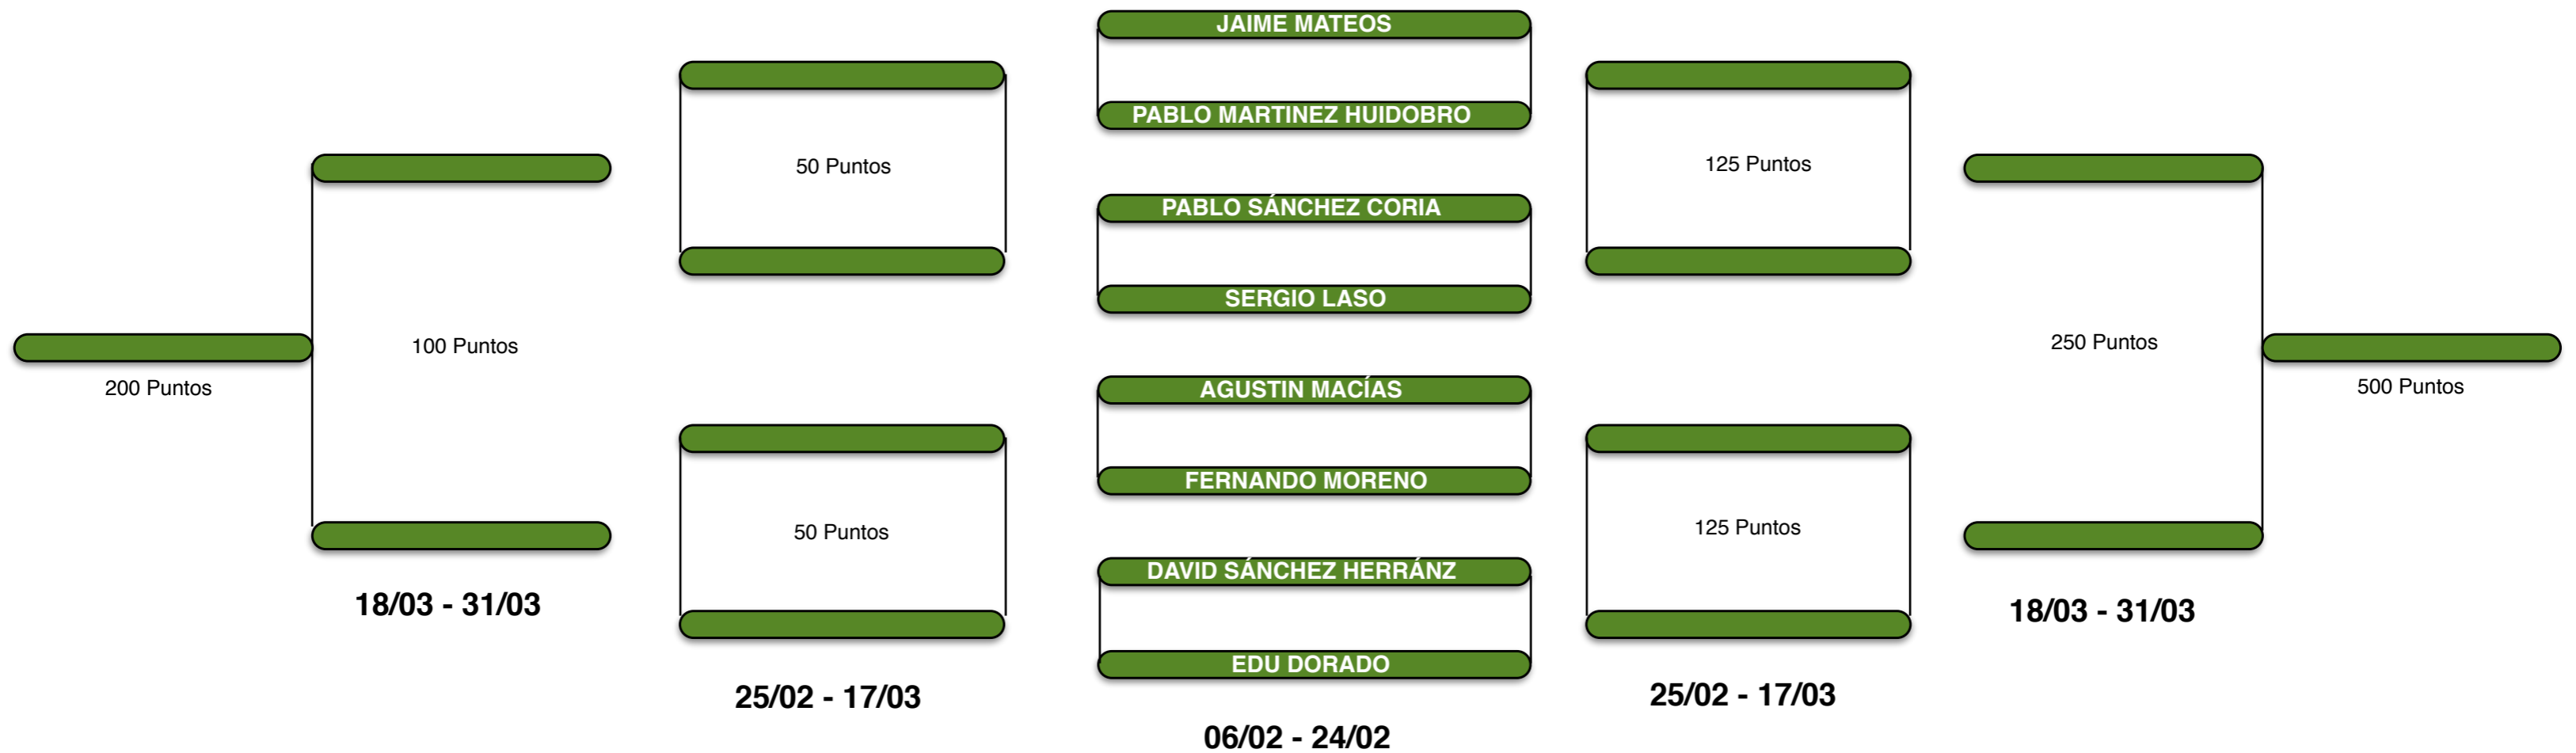 JAIME MATEOS
PABLO MARTINEZ HUIDOBRO
50 Puntos
125 Puntos
PABLO SÁNCHEZ CORIA
SERGIO LASO
100 Puntos
250 Puntos
200 Puntos
AGUSTIN MACÍAS
500 Puntos
FERNANDO MORENO
50 Puntos
125 Puntos
DAVID SÁNCHEZ HERRÁNZ
18/03 - 31/03
18/03 - 31/03
EDU DORADO
25/02 - 17/03
25/02 - 17/03
06/02 - 24/02